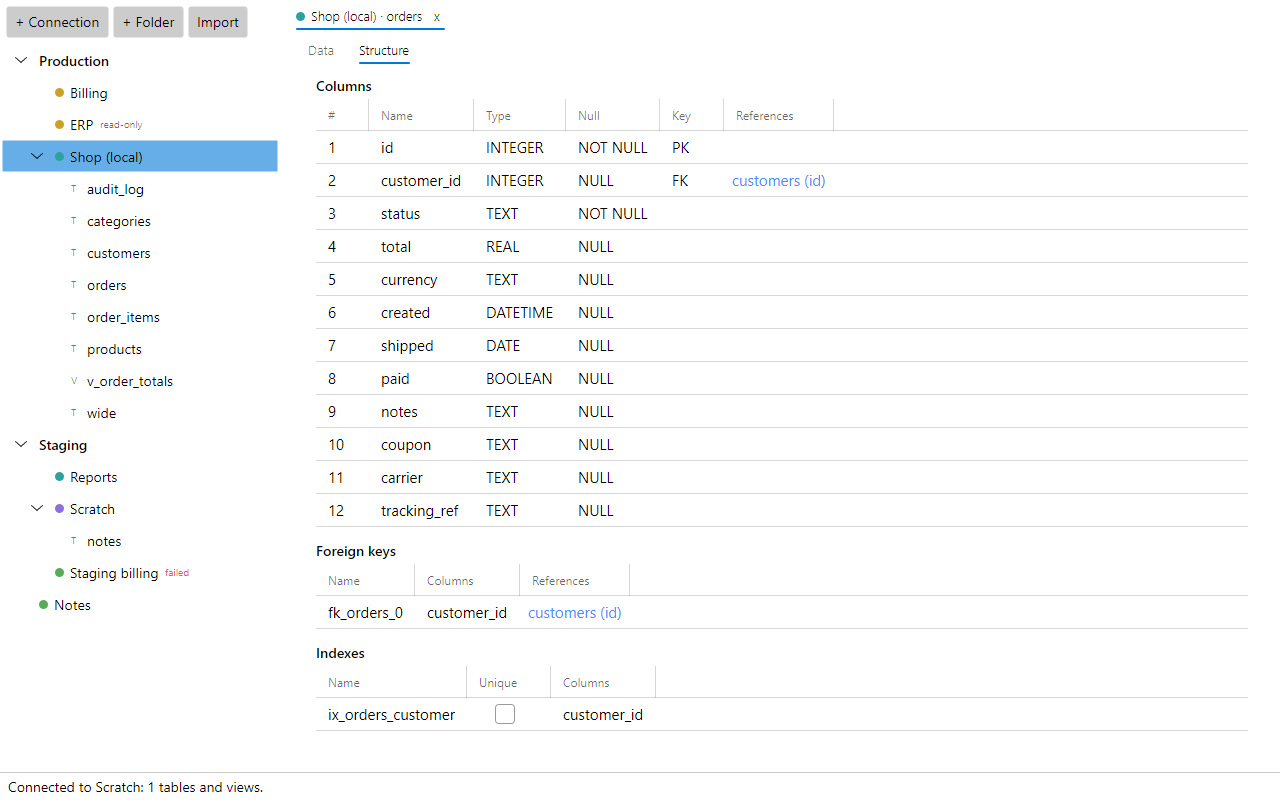 + Connection + Folder Import
Production
Billing
ERP read-only
Shop (local)
T audit_log
T categories
T customers
T orders
T order_items
T products
V v_order_totals
T wide
Staging
Reports
Scratch
T notes
Staging billing failed
Notes
Shop (local) · orders x
Data Structure
Columns
# Name Type Null Key References
1 id INTEGER NOT NULL PK
2 customer_id INTEGER NULL FK customers (id)
3 status TEXT NOT NULL
4 total REAL NULL
5 currency TEXT NULL
6 created DATETIME NULL
7 shipped DATE NULL
8 paid BOOLEAN NULL
9 notes TEXT NULL
10 coupon TEXT NULL
11 carrier TEXT NULL
12 tracking_ref TEXT NULL
Foreign keys
Name Columns References
fk_orders_0 customer_id customers (id)
Indexes
Name Unique Columns
ix_orders_customer customer_id
Connected to Scratch: 1 tables and views.